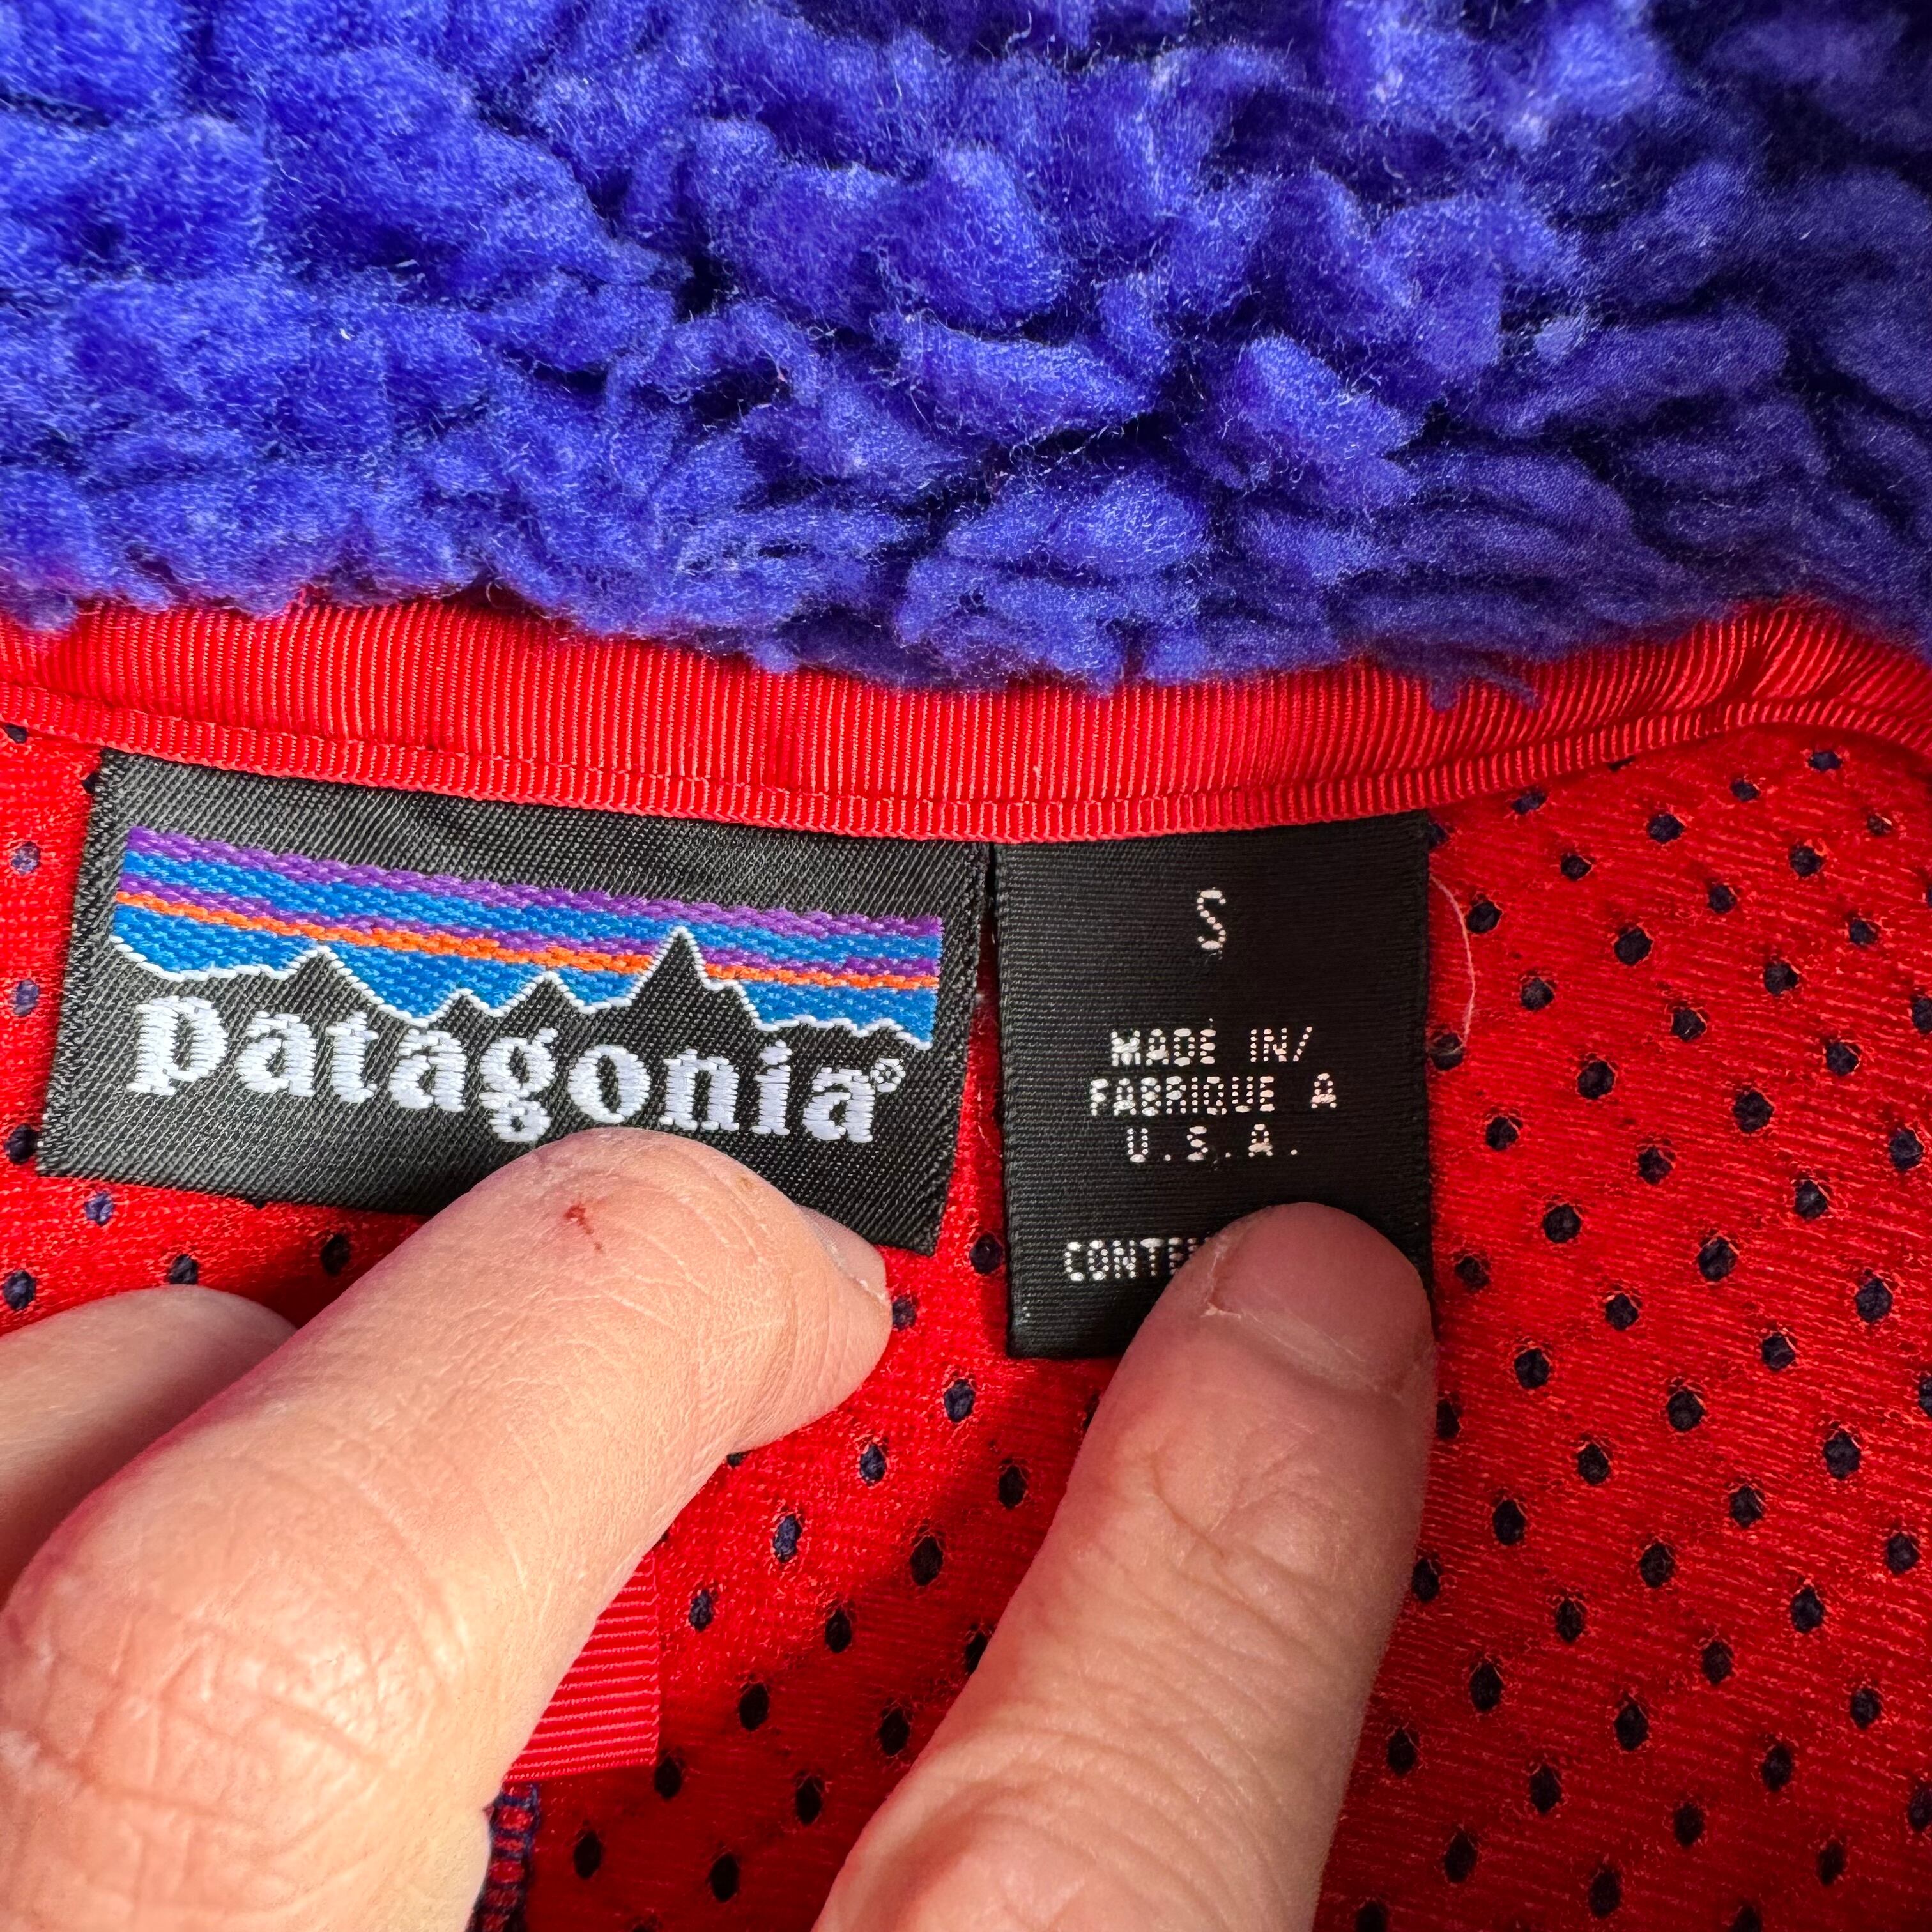 patagonia®
S
MADE IN/
FABRIQUE A
U.S.A.